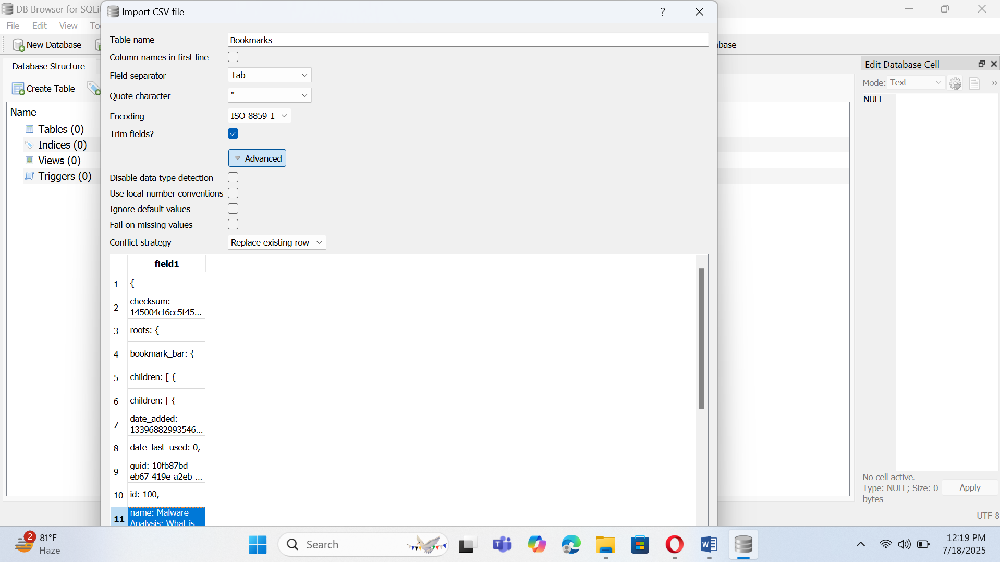 DB Browser for SQLit
Import CSV file
?
File Edit View Too
New Database
base
Database Structure
Create Table
Name
Tables (0)
Indices (0)
Views (0)
Triggers (0)
Table name Bookmarks
Column names in first line
Field separator Tab
Quote character "
Encoding ISO-8859-1
Trim fields?
Advanced
Disable data type detection
Use local number conventions
Ignore default values
Fail on missing values
Conflict strategy Replace existing row
field1
1 {
2 checksum:
145004cf6cc5f45...
3 roots: {
4 bookmark_bar: {
5 children: [ {
6 children: [ {
7 date_added:
13396882993546...
8 date_last_used: 0,
9 guid: 10fb87bd-
eb67-419e-a2eb-...
10 id: 100,
11 name: Malware
Analysis: What is
Edit Database Cell
Mode: Text
»
NULL
No cell active.
Type: NULL; Size: 0
bytes
Apply
UTF-8
2
81°F
Haze
Search
12:19 PM
7/18/2025